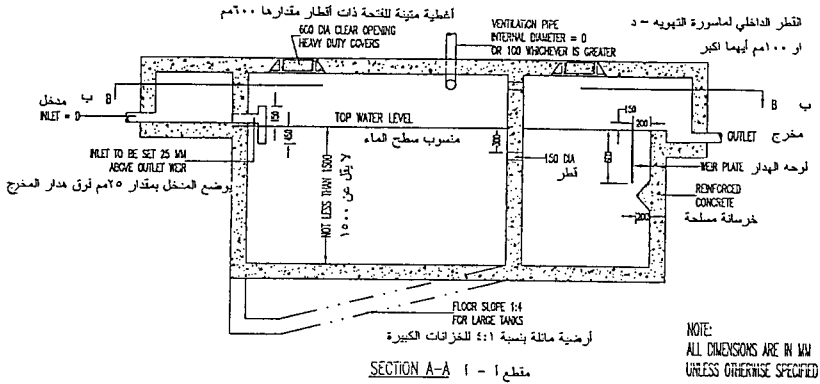 أغطية متينة للفتحة ذات أقطار مقدارها ٦٠٠مم
600 DIA CLEAR OPENING
HEAVY DUTY COVERS
VENTILATION PIPE
INTERNAL DIAMETER = D
OR 100 WHICHEVER IS GREATER
القطر الداخلي لماسورة التهويه - د
او ١٠٠مم أيهما اكبر
ب B
B ب
مدخل
INLET = D
150
450
TOP WATER LEVEL
منسوب سطح الماء
INLET TO BE SET 25 MM
ABOVE OUTLET WEIR
يوضع المدخل بمقدار ٢٥مم فوق هدار المخرج
NOT LESS THAN 1500
لا يقل عن ١٥٠٠
150 DIA
قطر
150
200
OUTLET مخرج
WEIR PLATE لوحه الهدار
REINFORCED
CONCRETE
خرسانة مسلحة
200
FLOOR SLOPE 1:4
FOR LARGE TANKS
أرضية مائلة بنسبة ٤:١ للخزانات الكبيرة
SECTION A-A مقطع أ - أ
NOTE:
ALL DIMENSIONS ARE IN MM
UNLESS OTHERWISE SPECIFIED